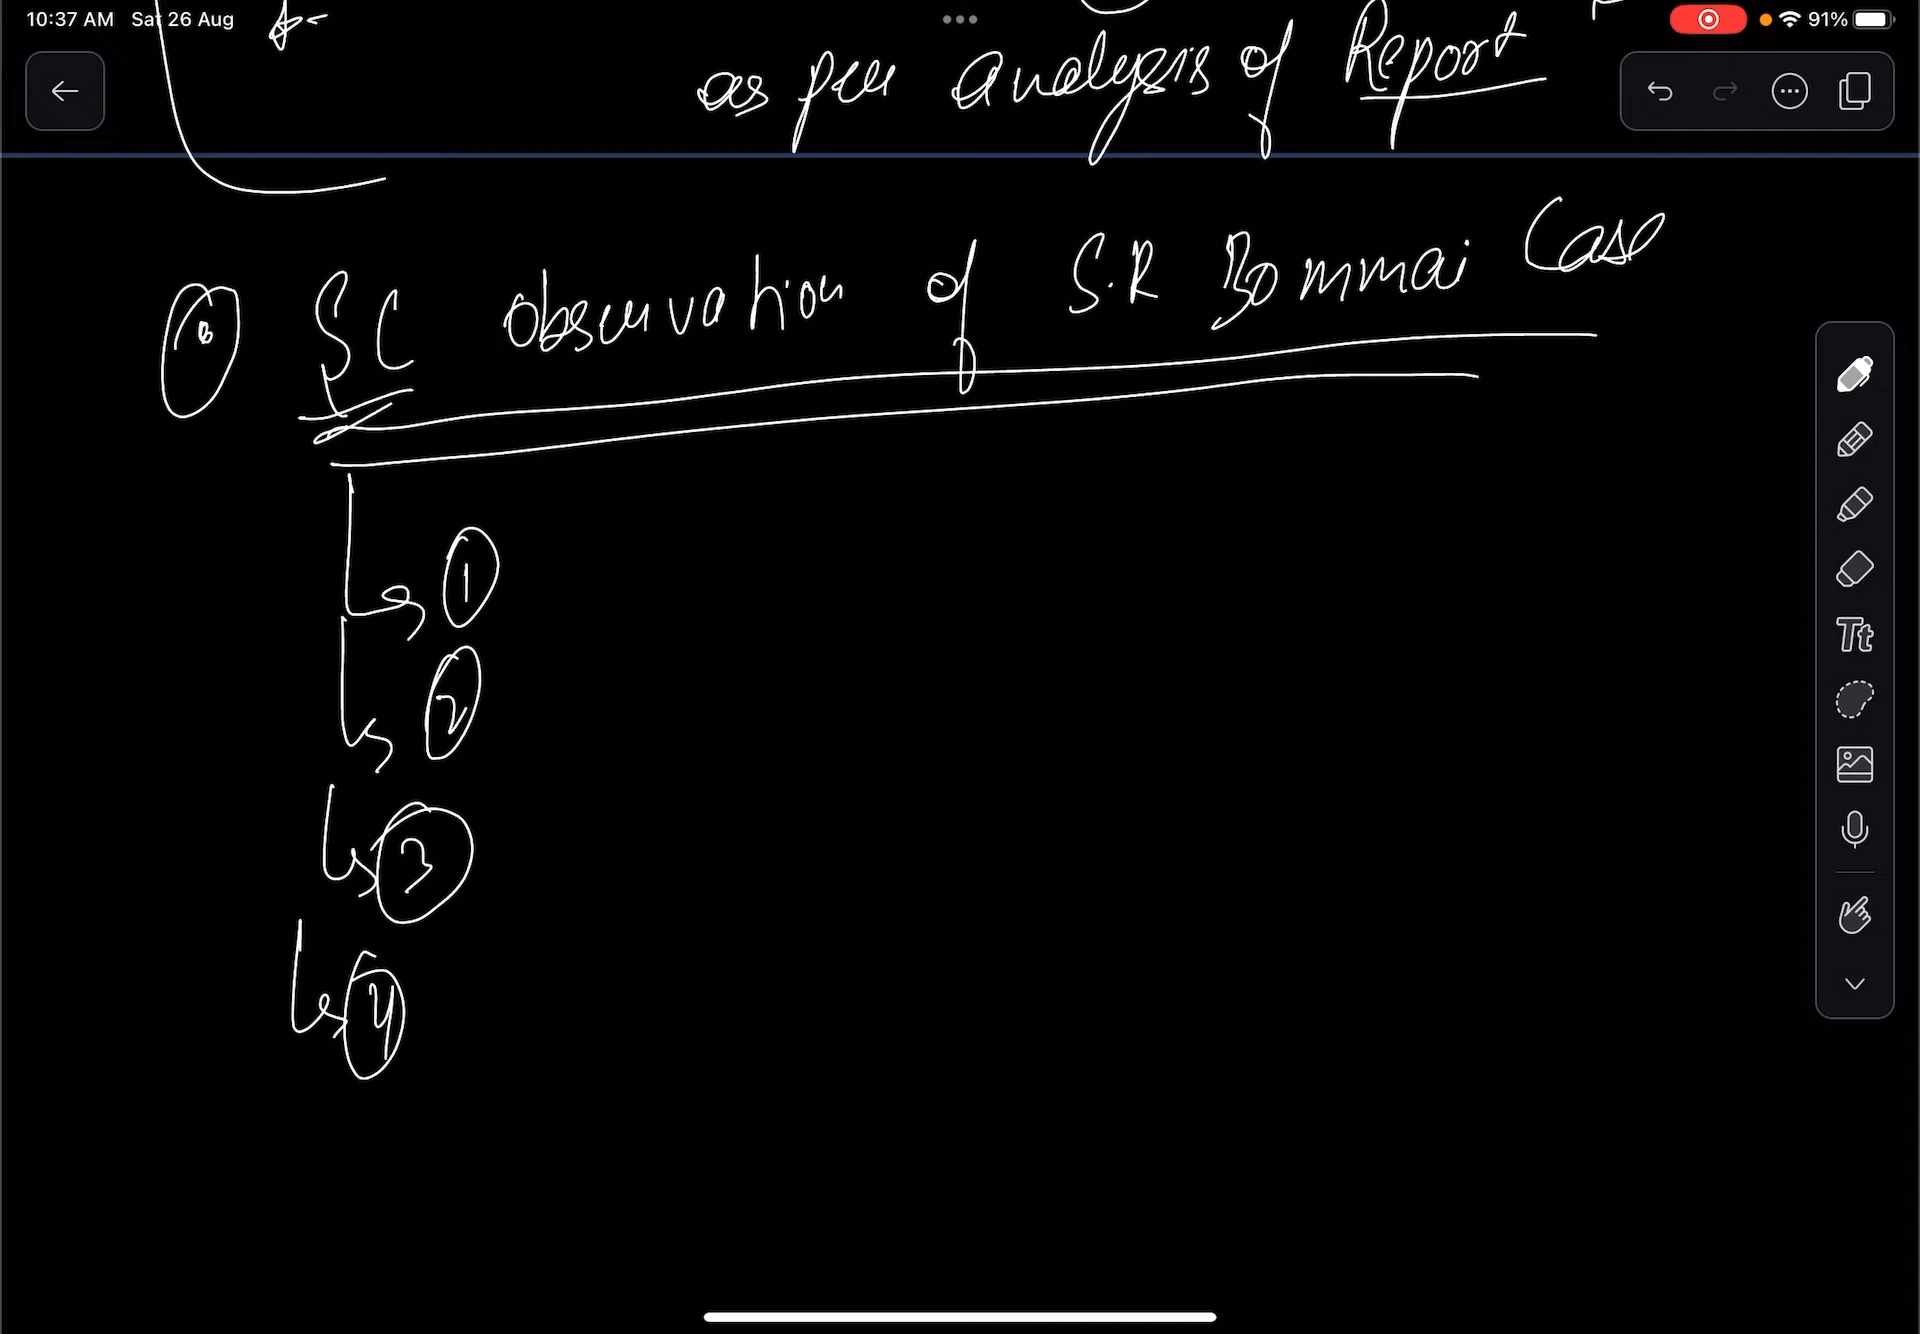 10:37 AM Sat 26 Aug
91%
as per analysis of Report
SC observation of S.R Bommai Case
1
2
3
4
Tt